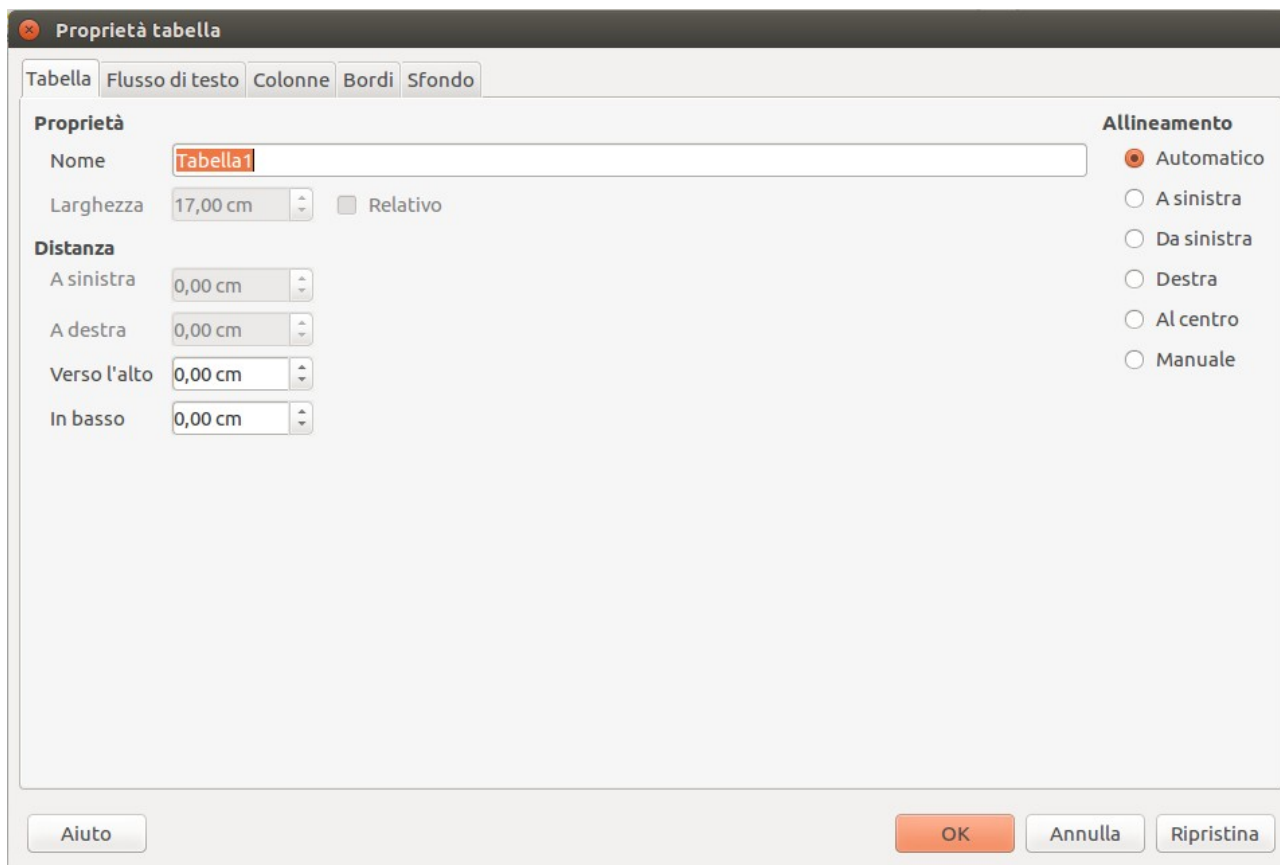 Proprietà tabella
Tabella Flusso di testo Colonne Bordi Sfondo
Proprietà
Nome Tabella1
Larghezza 17,00 cm Relativo
Distanza
A sinistra 0,00 cm
A destra 0,00 cm
Verso l'alto 0,00 cm
In basso 0,00 cm
Allineamento
Automatico
A sinistra
Da sinistra
Destra
Al centro
Manuale
Aiuto OK Annulla Ripristina